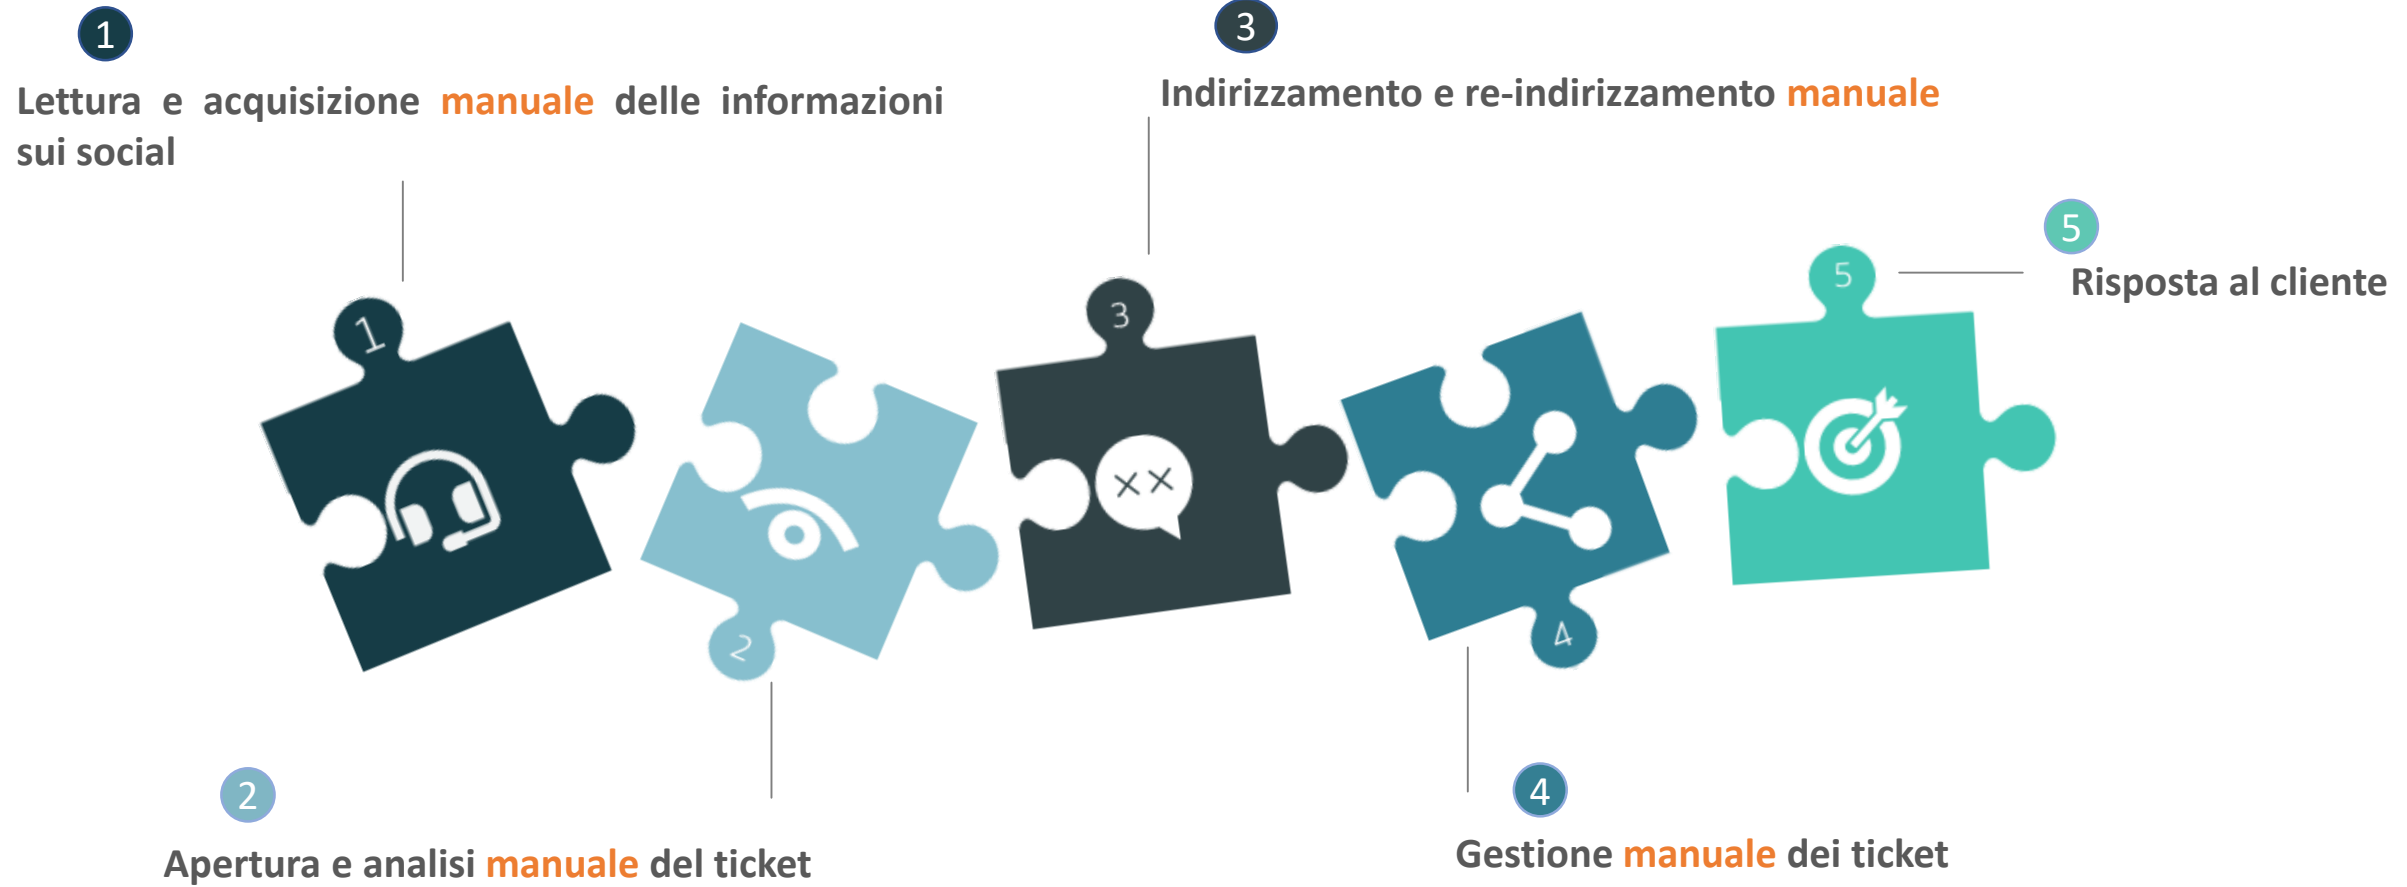 1
Lettura e acquisizione manuale delle informazioni
sui social
3
Indirizzamento e re-indirizzamento manuale
5
Risposta al cliente
1
2
3
4
5
2
Apertura e analisi manuale del ticket
4
Gestione manuale dei ticket